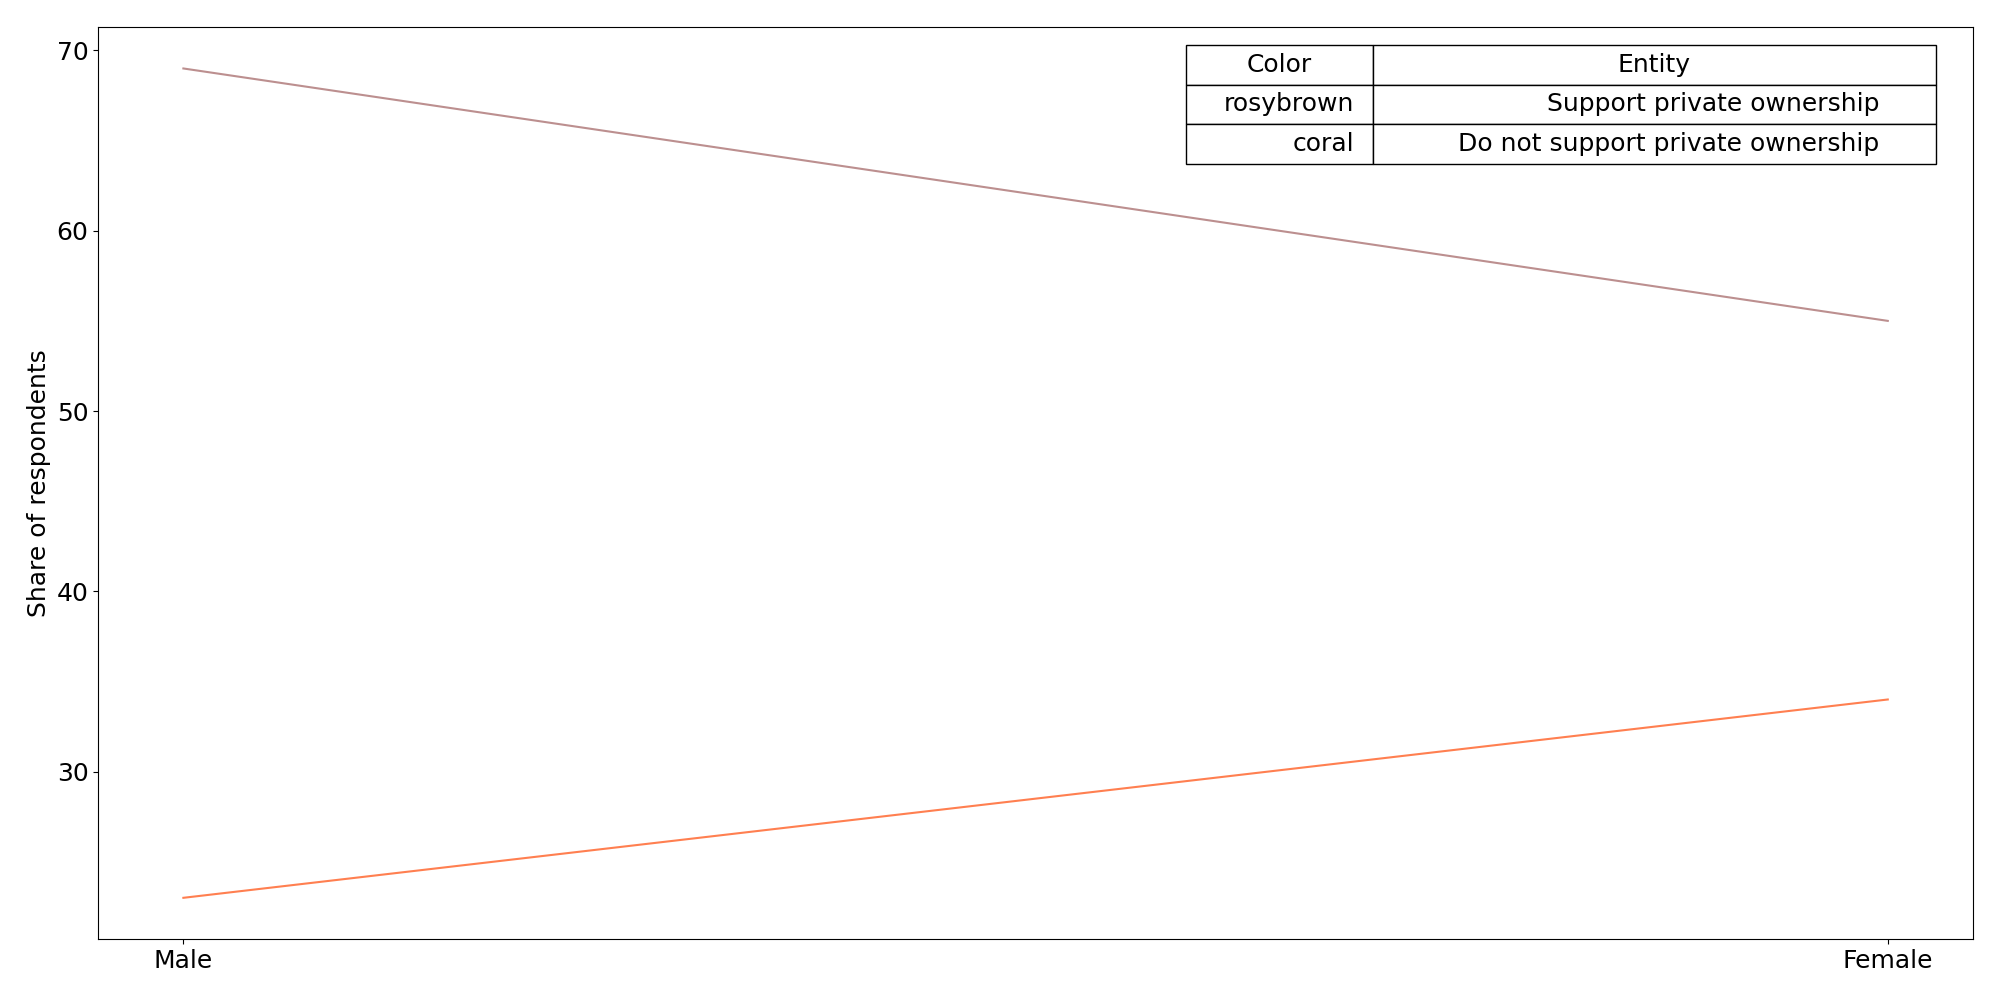 70
60
50
40
30
Share of respondents
Color Entity
rosybrown Support private ownership
coral Do not support private ownership
Male Female